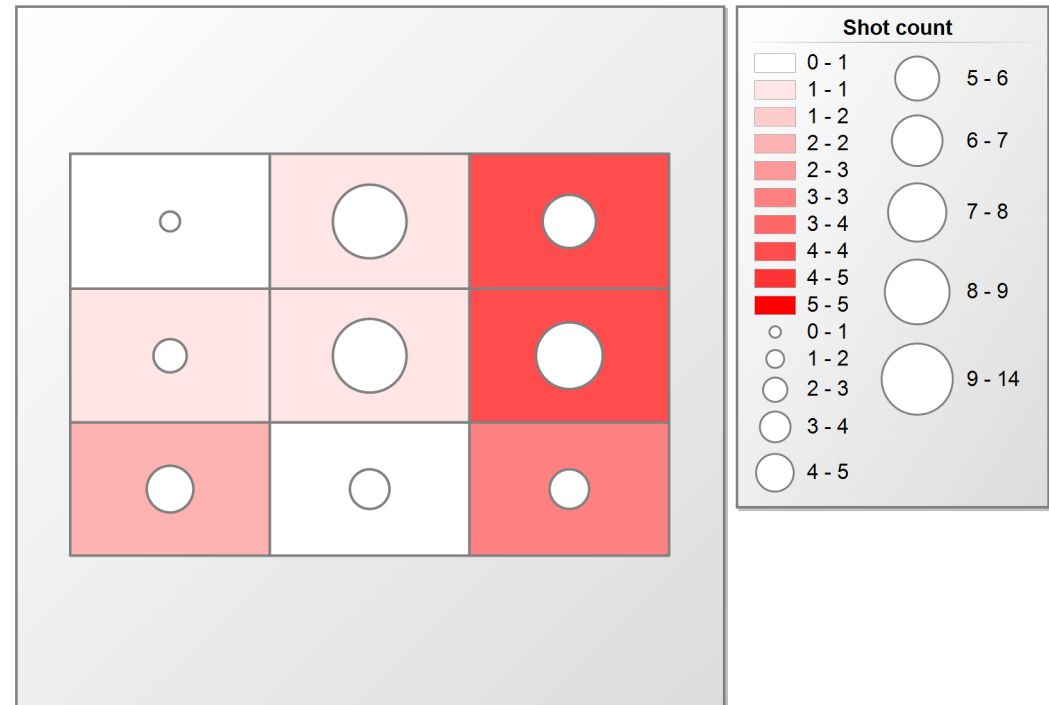 Shot count
0 - 1
1 - 1
1 - 2
2 - 2
2 - 3
3 - 3
3 - 4
4 - 4
4 - 5
5 - 5
0 - 1
1 - 2
2 - 3
3 - 4
4 - 5
5 - 6
6 - 7
7 - 8
8 - 9
9 - 14